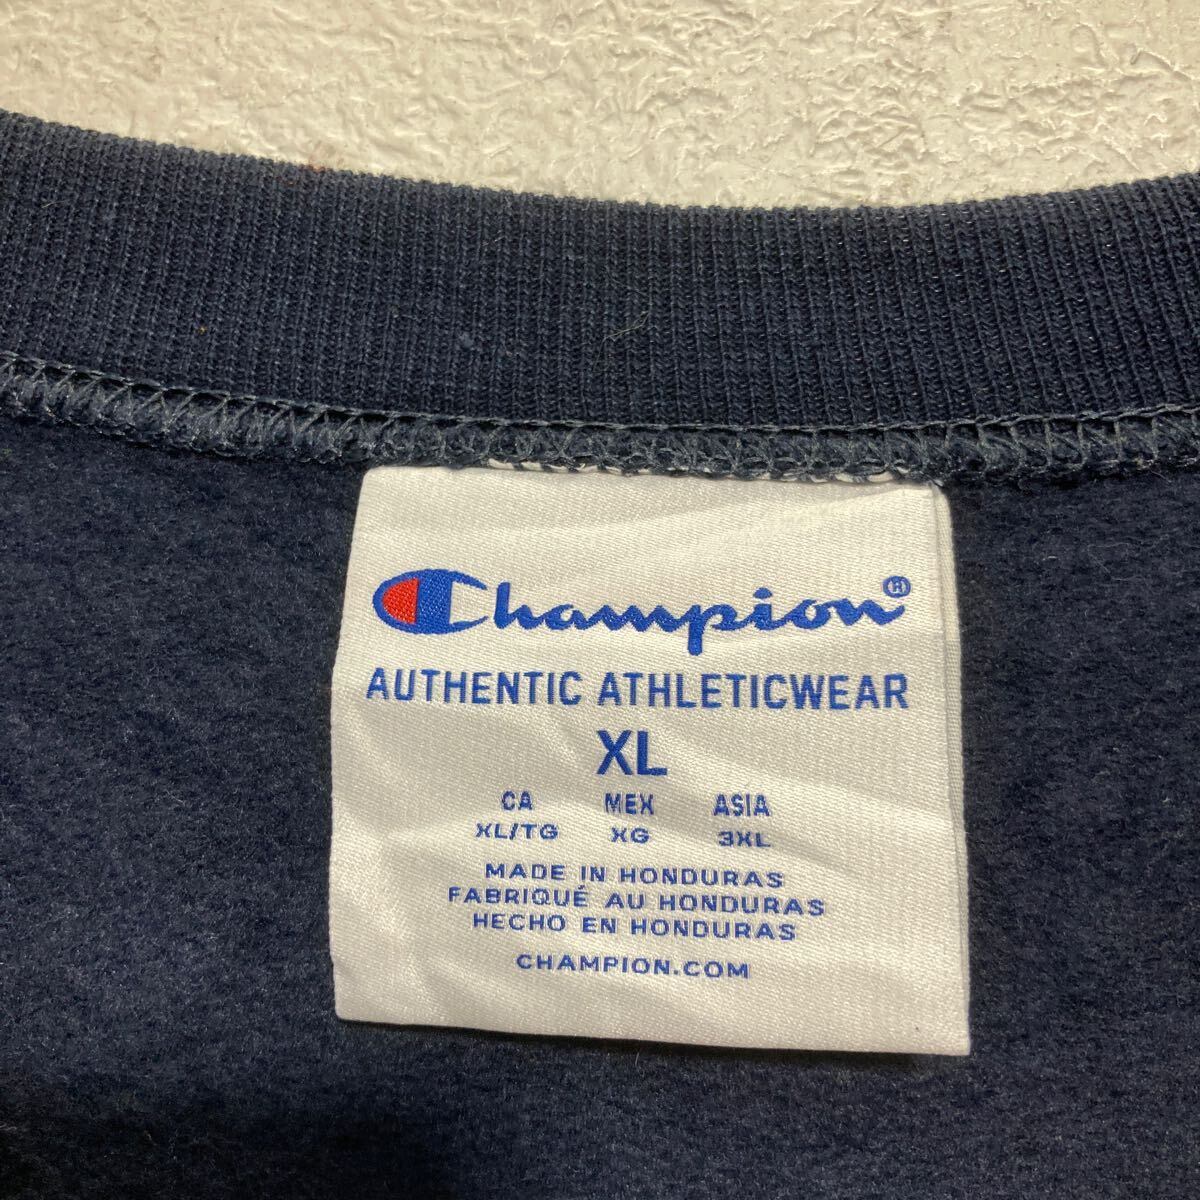 Champion®
AUTHENTIC ATHLETICWEAR
XL
CA MEX ASIA
XL/TG XG 3XL
MADE IN HONDURAS
FABRIQUÉ AU HONDURAS
HECHO EN HONDURAS
CHAMPION.COM